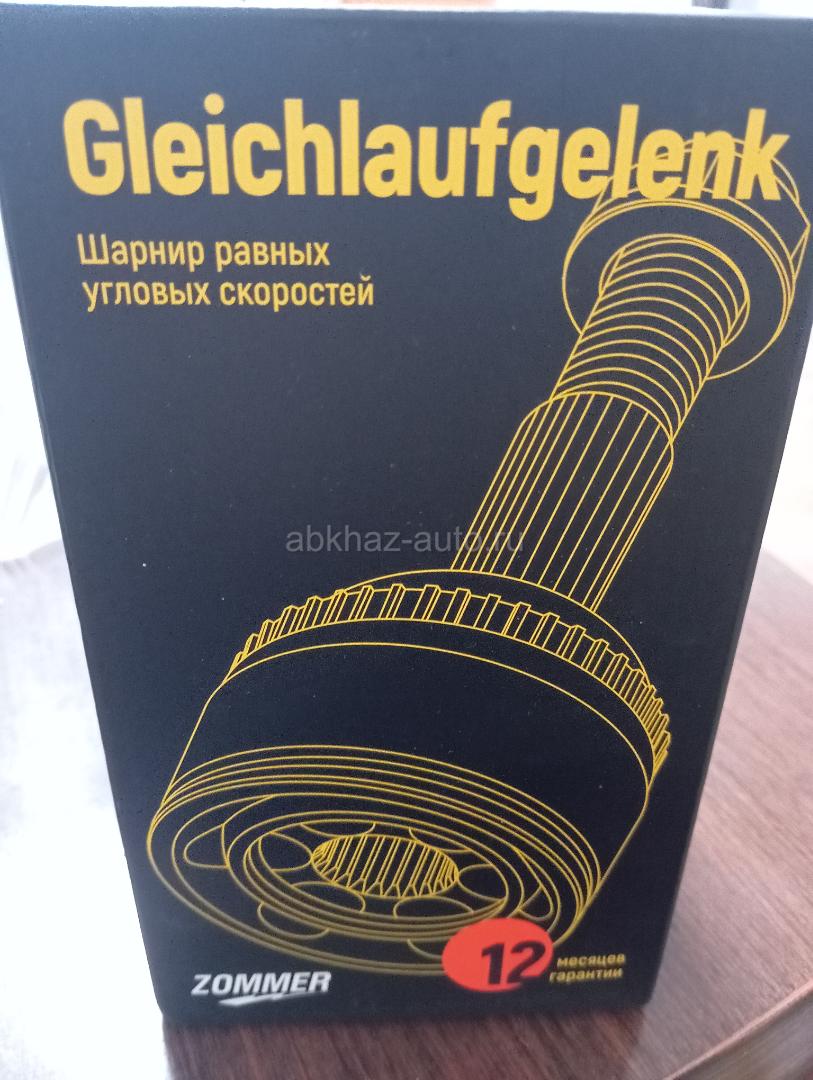 Gleichlaufgelenk
Шарнир равных
угловых скоростей
abkhaz-auto.ru
12
месяцев
гарантии
ZOMMER